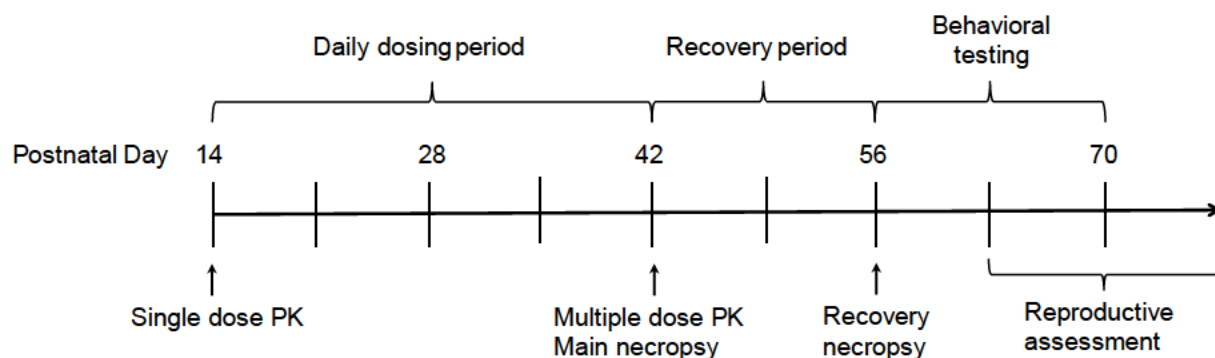 Behavioral
testing
Daily dosing period
Recovery period
Postnatal Day 14 28 42 56 70
Single dose PK
Multiple dose PK
Main necropsy
Recovery
necropsy
Reproductive
assessment